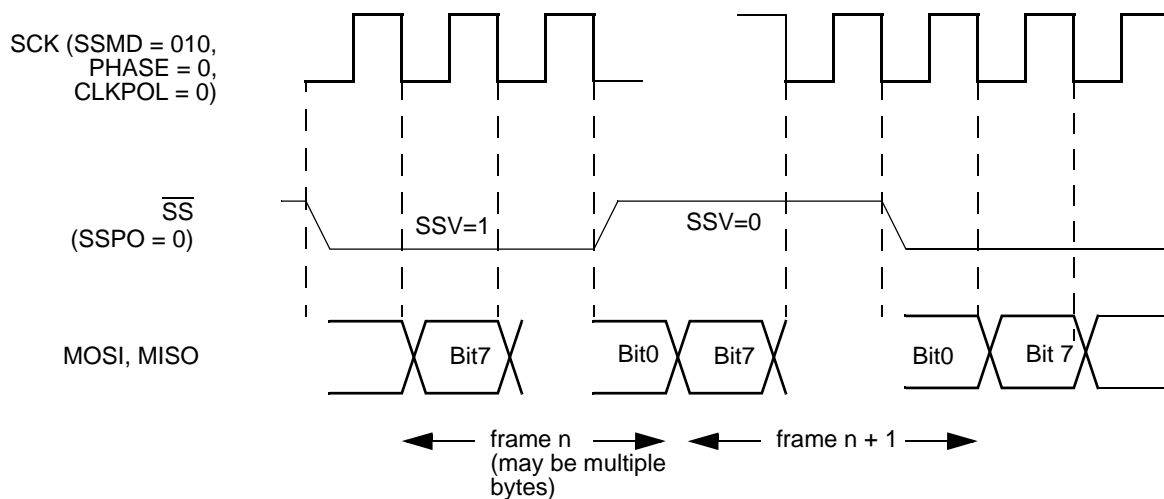 SCK (SSMD = 010,
PHASE = 0,
CLKPOL = 0)
SS
(SSPO = 0)
SSV=1
SSV=0
MOSI, MISO
Bit7
Bit0
Bit7
Bit0
Bit 7
frame n
(may be multiple
bytes)
frame n + 1